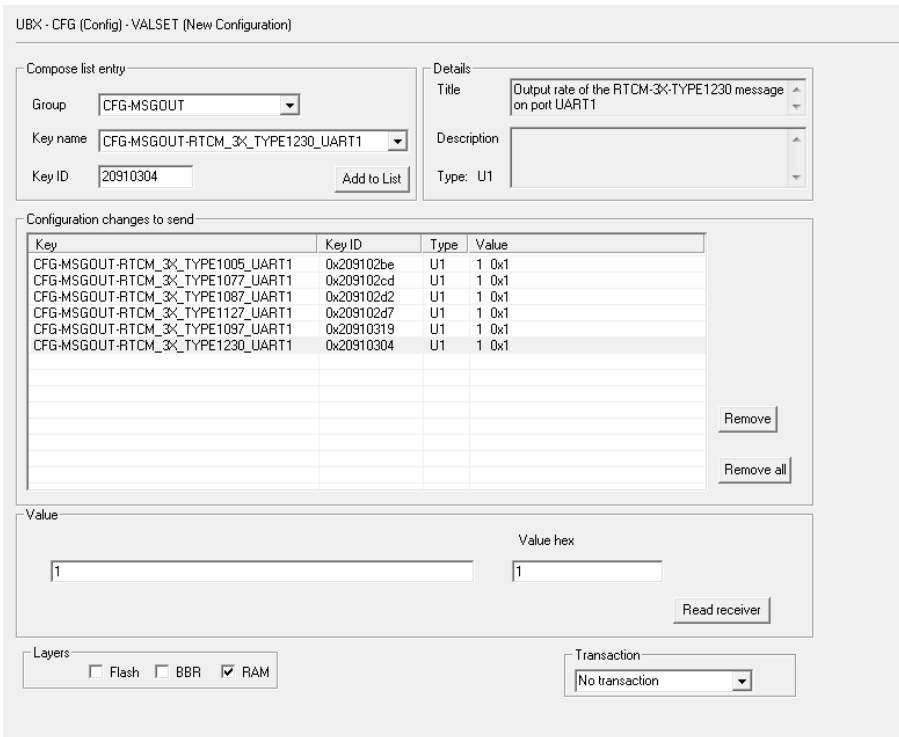 UBX - CFG (Config) - VALSET (New Configuration)
Compose list entry
Group CFG-MSGOUT
Key name CFG-MSGOUT-RTCM_3X_TYPE1230_UART1
Key ID 20910304 Add to List
Details
Title Output rate of the RTCM-3X-TYPE1230 message
on port UART1
Description
Type: U1
Configuration changes to send
Key Key ID Type Value
CFG-MSGOUT-RTCM_3X_TYPE1005_UART1 0x209102be U1 1 0x1
CFG-MSGOUT-RTCM_3X_TYPE1077_UART1 0x209102cd U1 1 0x1
CFG-MSGOUT-RTCM_3X_TYPE1087_UART1 0x209102d2 U1 1 0x1
CFG-MSGOUT-RTCM_3X_TYPE1127_UART1 0x209102d7 U1 1 0x1
CFG-MSGOUT-RTCM_3X_TYPE1097_UART1 0x20910319 U1 1 0x1
CFG-MSGOUT-RTCM_3X_TYPE1230_UART1 0x20910304 U1 1 0x1
Remove
Remove all
Value
Value hex
1 1
Read receiver
Layers
Flash BBR RAM
Transaction
No transaction